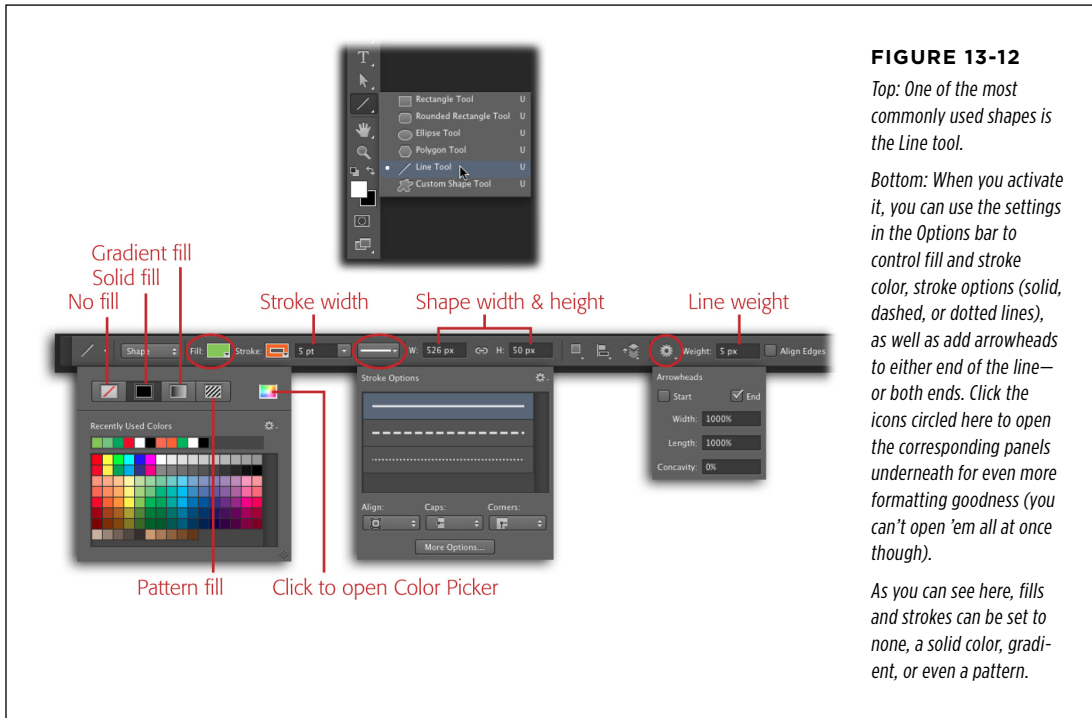 T
Rectangle Tool U
Rounded Rectangle Tool U
Ellipse Tool U
Polygon Tool U
Line Tool U
Custom Shape Tool U
Gradient fill
Solid fill
No fill
Stroke width
Shape width & height
Line weight
Shape Fill: Stroke: 5 pt W: 526 px H: 50 px Weight: 5 px Align Edges
Recently Used Colors
Stroke Options
Align: Caps: Corners:
More Options...
Arrowheads
Start End
Width: 1000%
Length: 1000%
Concavity: 0%
Pattern fill
Click to open Color Picker
FIGURE 13-12
Top: One of the most
commonly used shapes is
the Line tool.
Bottom: When you activate
it, you can use the settings
in the Options bar to
control fill and stroke
color, stroke options (solid,
dashed, or dotted lines),
as well as add arrowheads
to either end of the line—
or both ends. Click the
icons circled here to open
the corresponding panels
underneath for even more
formatting goodness (you
can’t open ’em all at once
though).
As you can see here, fills
and strokes can be set to
none, a solid color, gradi-
ent, or even a pattern.